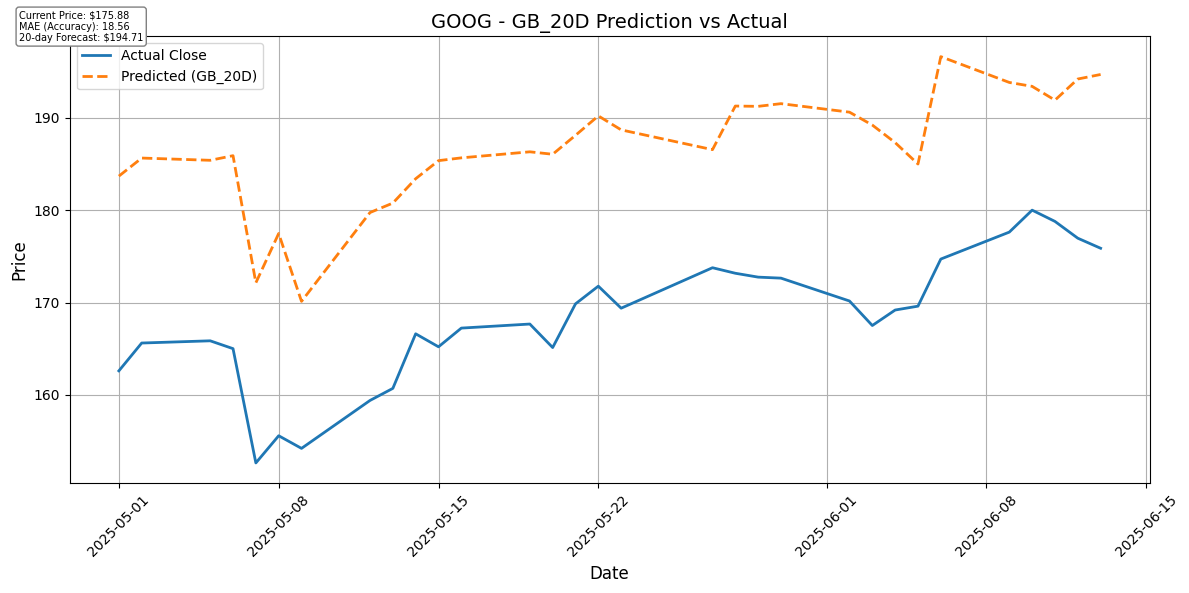 GOOG - GB_20D Prediction vs Actual
Current Price: $175.88
MAE (Accuracy): 18.56
20-day Forecast: $194.71
Actual Close
Predicted (GB_20D)
Price
190
180
170
160
2025-05-01
2025-05-08
2025-05-15
2025-05-22
2025-06-01
2025-06-08
2025-06-15
Date